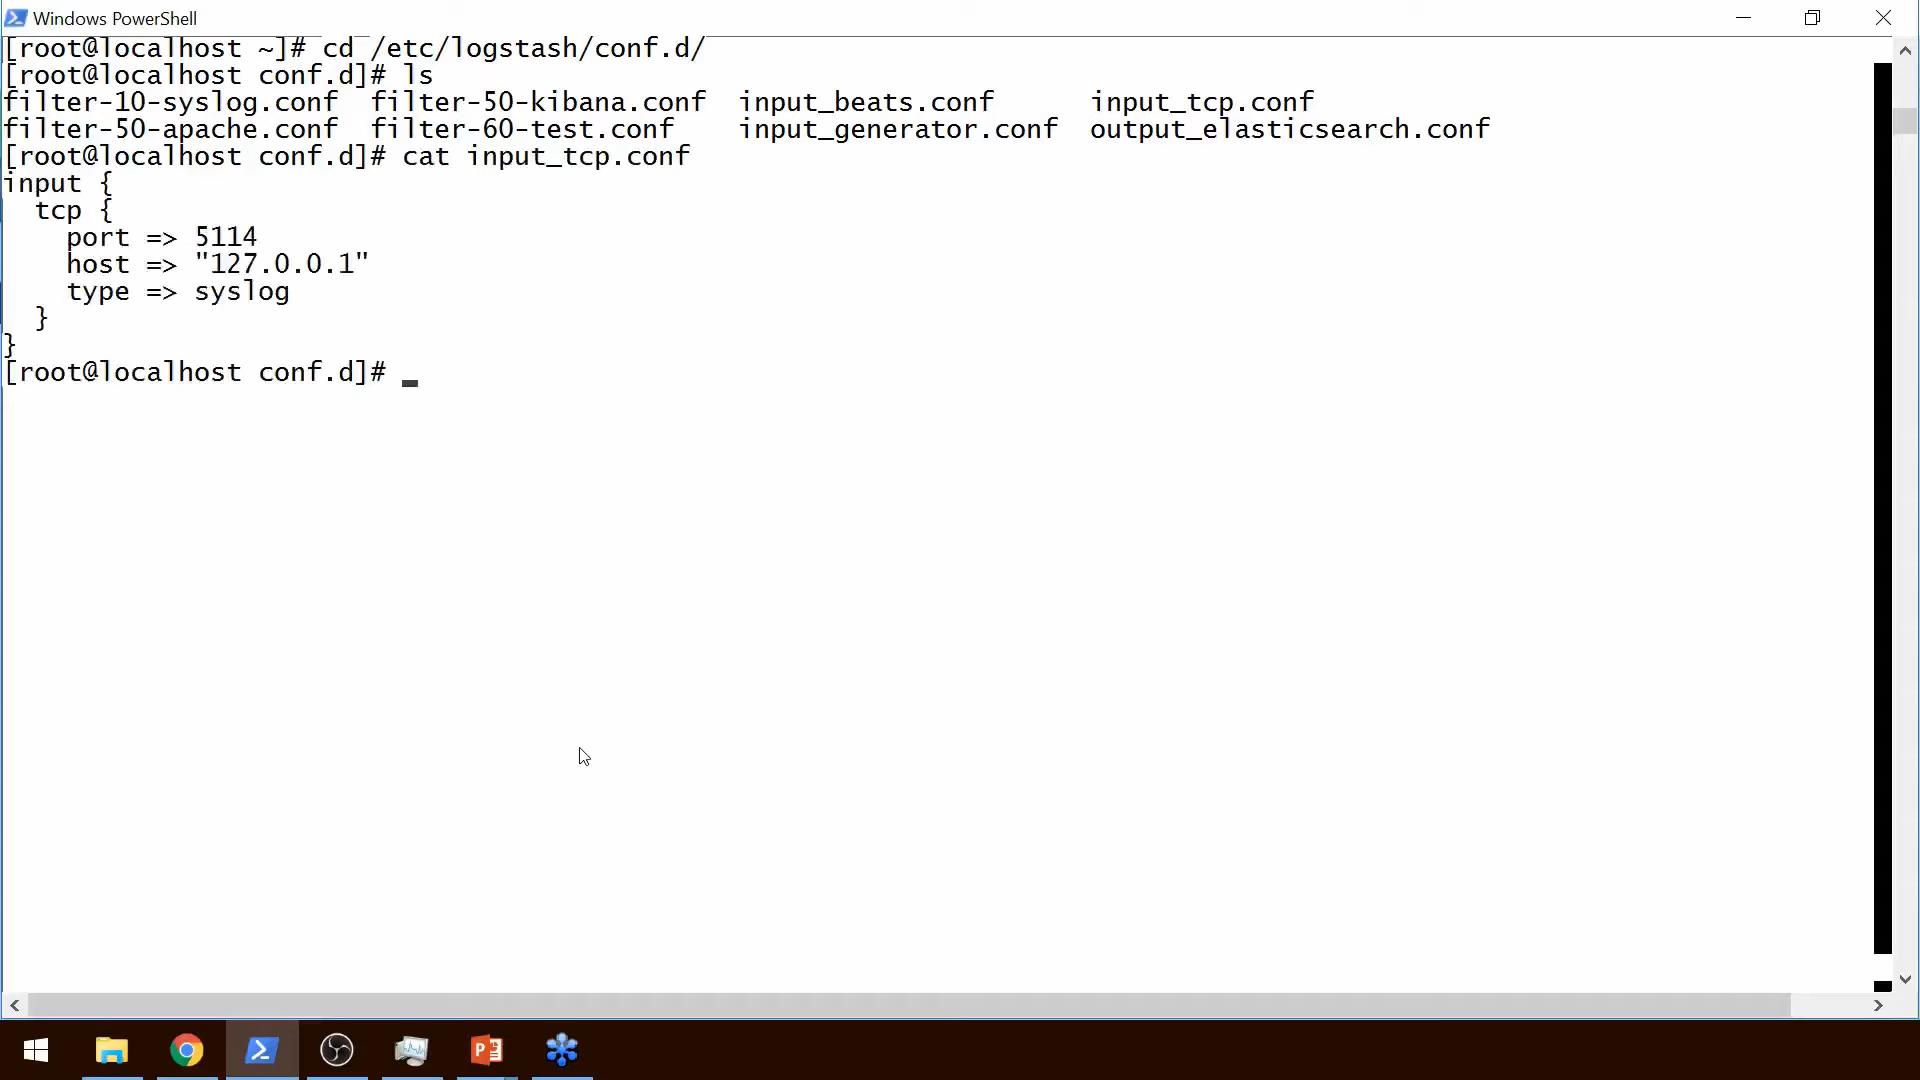 Windows PowerShell
[root@localhost ~]# cd /etc/logstash/conf.d/
[root@localhost conf.d]# ls
filter-10-syslog.conf  filter-50-kibana.conf  input_beats.conf      input_tcp.conf
filter-50-apache.conf  filter-60-test.conf    input_generator.conf  output_elasticsearch.conf
[root@localhost conf.d]# cat input_tcp.conf
input {
  tcp {
    port => 5114
    host => "127.0.0.1"
    type => syslog
  }
}
[root@localhost conf.d]#